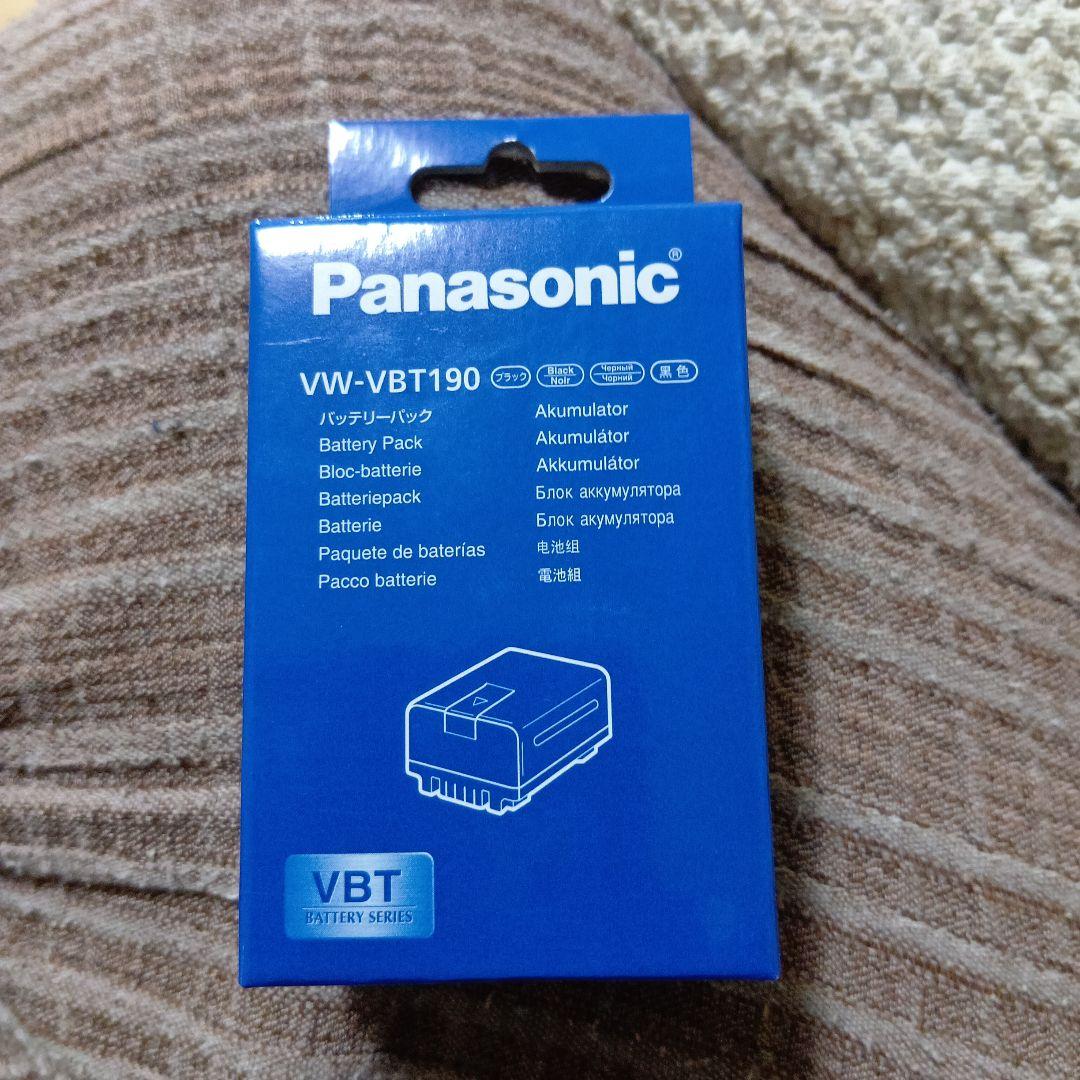 Panasonic®
VW-VBT190 ブラック Black Noir Черный Чорний 黒色
バッテリーパック
Battery Pack
Bloc-batterie
Batteriepack
Batterie
Paquete de baterías
Pacco batterie
Akumulator
Akumulátor
Akkumulátor
Блок аккумулятора
Блок акумулятора
电池组
電池組
VBT
BATTERY SERIES